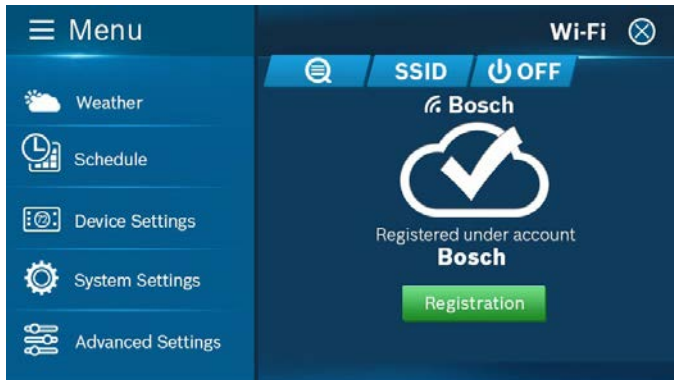 Menu
Wi-Fi
SSID
OFF
Bosch
Weather
Schedule
Registered under account
Bosch
Device Settings
System Settings
Registration
Advanced Settings